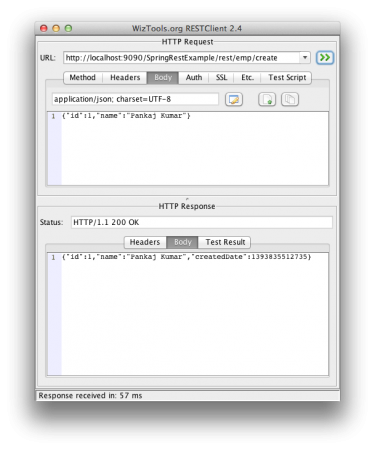 WizTools.org RESTClient 2.4
HTTP Request
URL: http://localhost:9090/SpringRestExample/rest/emp/create
Method Headers Body Auth SSL Etc. Test Script
application/json; charset=UTF-8
1 {"id":1,"name":"Pankaj Kumar"}
HTTP Response
Status: HTTP/1.1 200 OK
Headers Body Test Result
1 {"id":1,"name":"Pankaj Kumar","createdDate":1393835512735}
Response received in: 57 ms